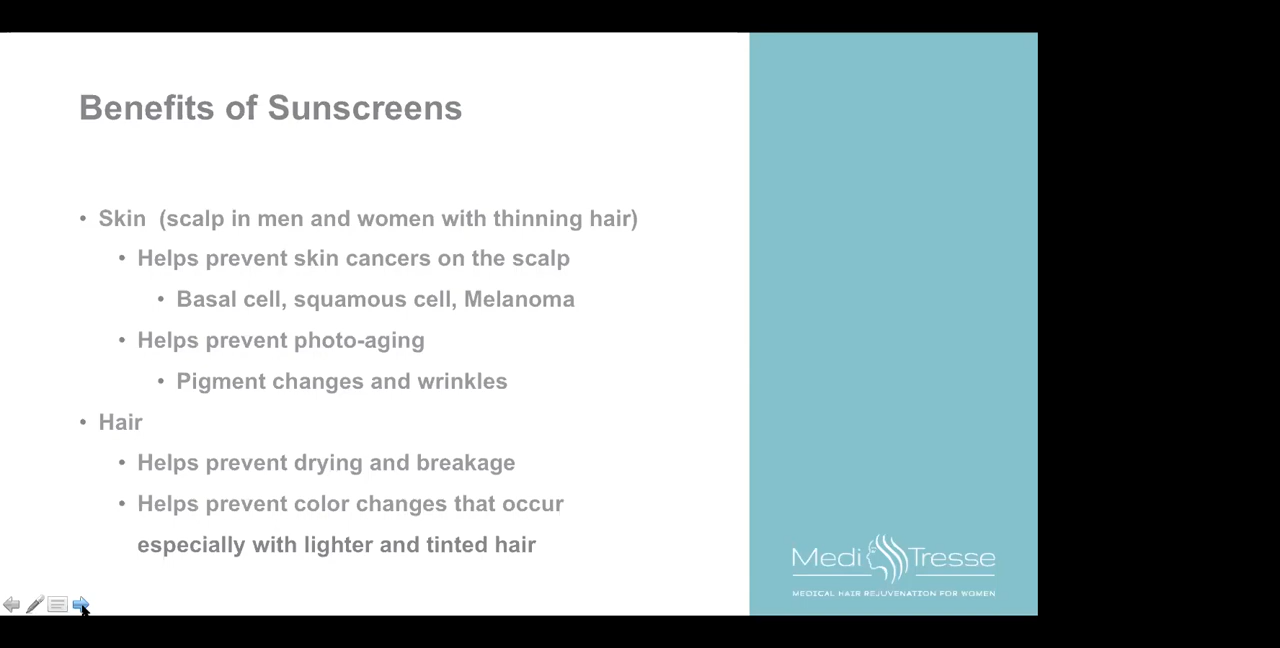 Benefits of Sunscreens
• Skin  (scalp in men and women with thinning hair)
• Helps prevent skin cancers on the scalp
• Basal cell, squamous cell, Melanoma
• Helps prevent photo-aging
• Pigment changes and wrinkles
• Hair
• Helps prevent drying and breakage
• Helps prevent color changes that occur
especially with lighter and tinted hair
Medi Tresse
MEDICAL HAIR REJUVENATION FOR WOMEN